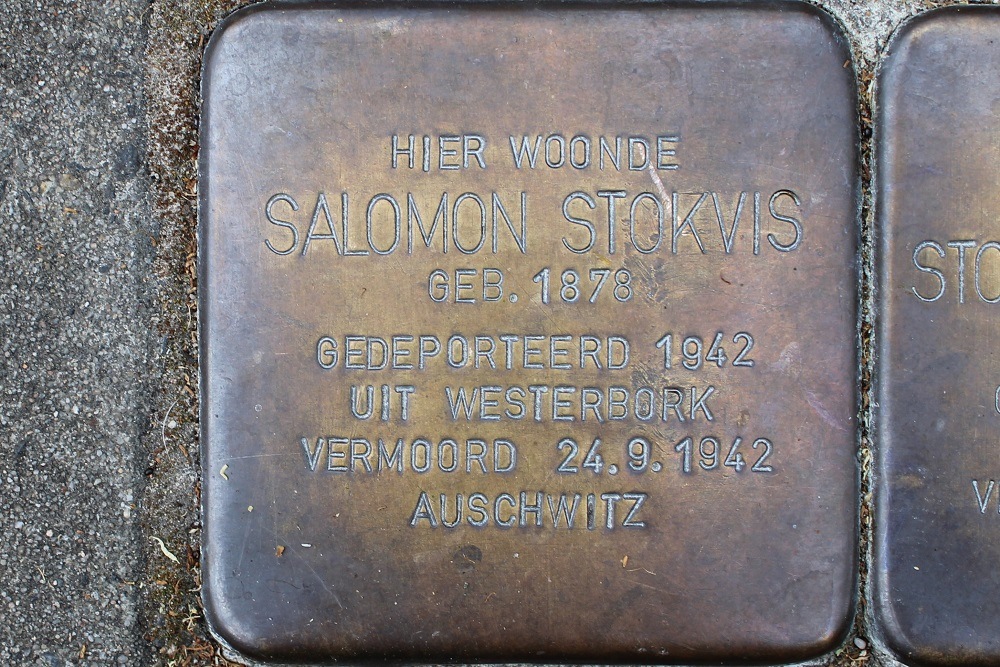 HIER WOONDE
SALOMON STOKVIS
GEB. 1878
GEDEPORTEERD 1942
UIT WESTERBORK
VERMOORD 24.9.1942
AUSCHWITZ